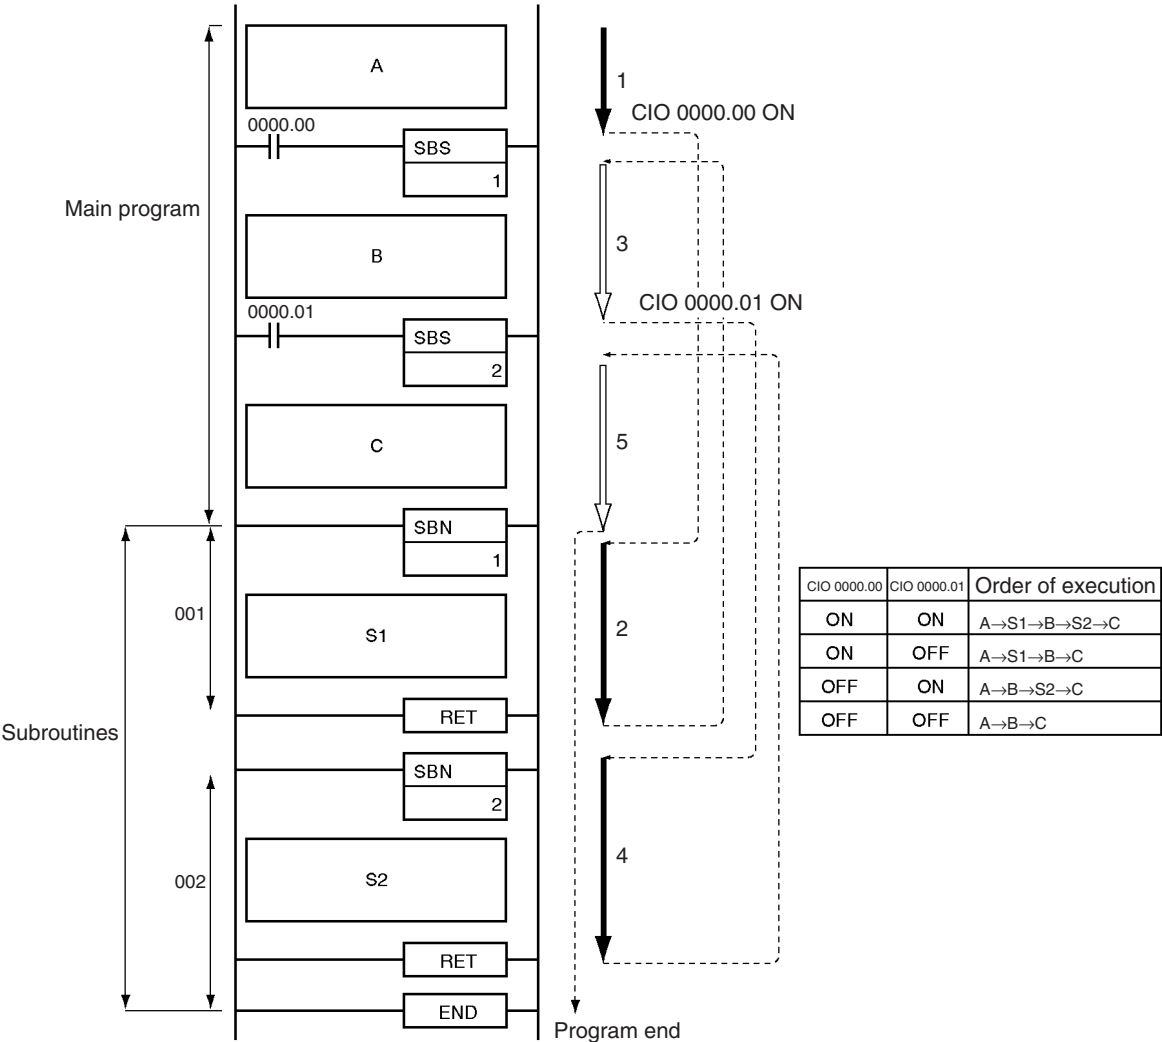 A
1
CIO 0000.00 ON
0000.00
SBS
1
Main program
3
B
CIO 0000.01 ON
0000.01
SBS
2
5
C
SBN
1
001
S1
2
RET
Subroutines
SBN
2
4
002
S2
RET
END
Program end
CIO 0000.00 CIO 0000.01 Order of execution
ON ON A→S1→B→S2→C
ON OFF A→S1→B→C
OFF ON A→B→S2→C
OFF OFF A→B→C